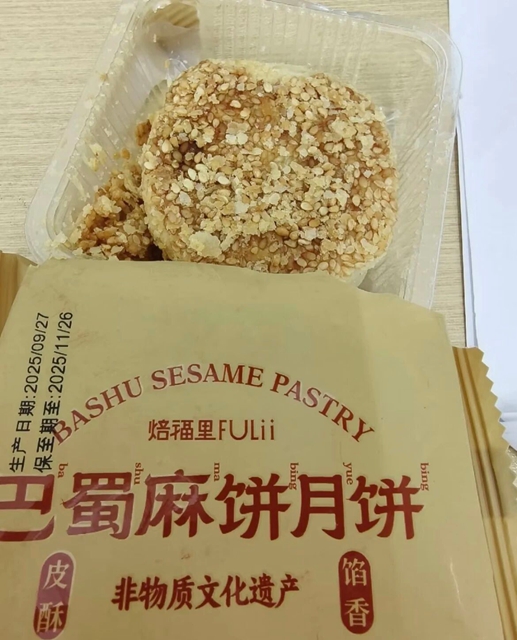 生产日期:2025/09/27
保至期至:2025/11/26
BASHU SESAME PASTRY
焙福里FULii
ba shu ma bing yue bing
巴蜀麻饼月饼
皮酥
非物质文化遗产
馅香